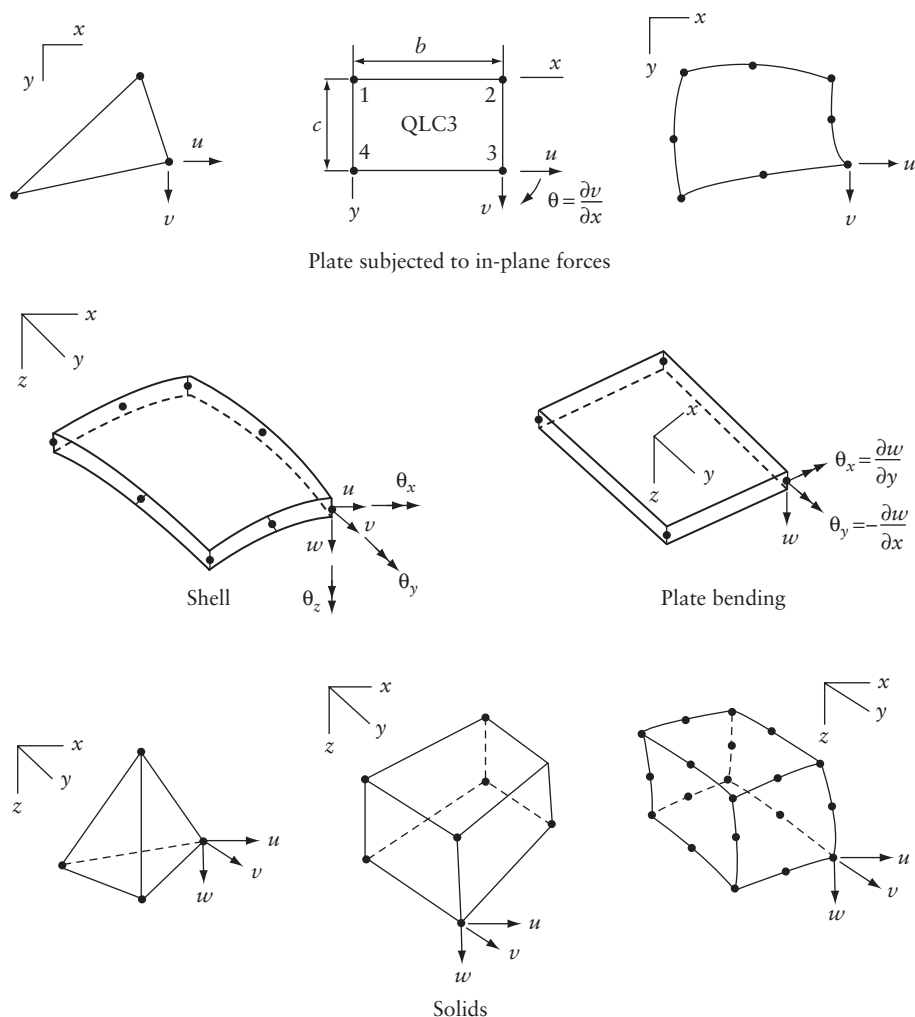 x
y
u
v
b
x
c
1
2
QLC3
4
3
u
y
v
θ = ∂v/∂x
x
y
u
v
Plate subjected to in-plane forces
x
y
z
u
θx
v
w
θy
θz
Shell
x
y
z
θx = ∂w/∂y
w
θy = −∂w/∂x
Plate bending
x
y
z
u
v
w
x
y
z
u
v
w
x
y
z
u
v
w
Solids